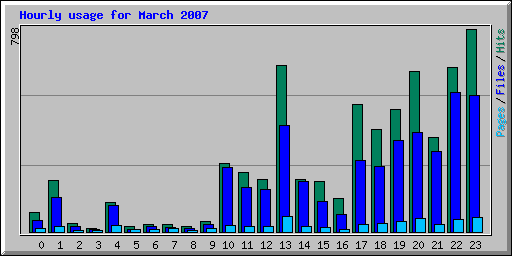 Hourly usage for March 2007
798
Pages / Files / Hits
0 1 2 3 4 5 6 7 8 9 10 11 12 13 14 15 16 17 18 19 20 21 22 23